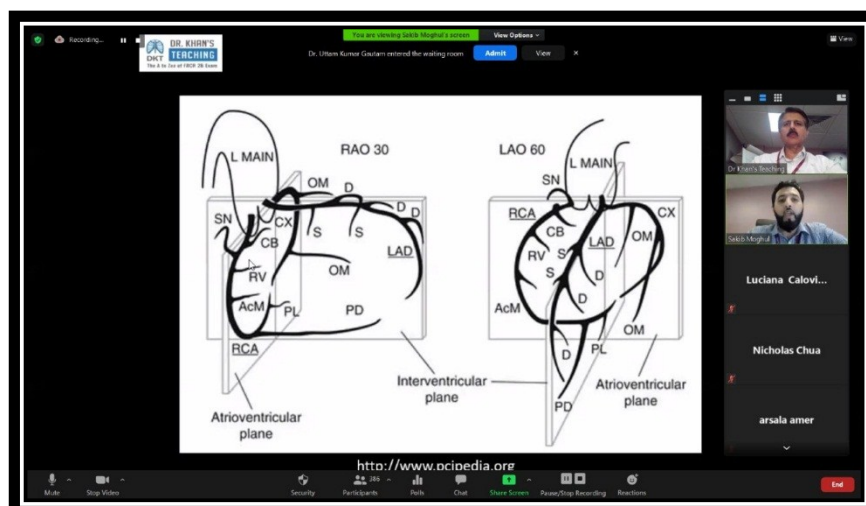 You are viewing Sakib Moghul's screen
View Options
Recording...
DKT
DR. KHAN'S
TEACHING
Dr. Uttam Kumar Gautam entered the waiting room
Admit
View
View
RAO 30
L MAIN
OM
D
D
D
SN
CX
CB
S
S
LAD
RV
OM
AcM
PL
PD
RCA
Atrioventricular
plane
Interventricular
plane
LAO 60
L MAIN
SN
RCA
CX
CB
OM
LAD
RV
S
S
D
D
AcM
OM
D
PL
PD
Atrioventricular
plane
http://www.pcipedia.org
Dr Khan's Teaching
Sakib Moghul
Luciana Calovi...
Nicholas Chua
arsala amer
Mute
Stop Video
Security
Participants
Polls
Chat
Share Screen
Pause/Stop Recording
Reactions
End